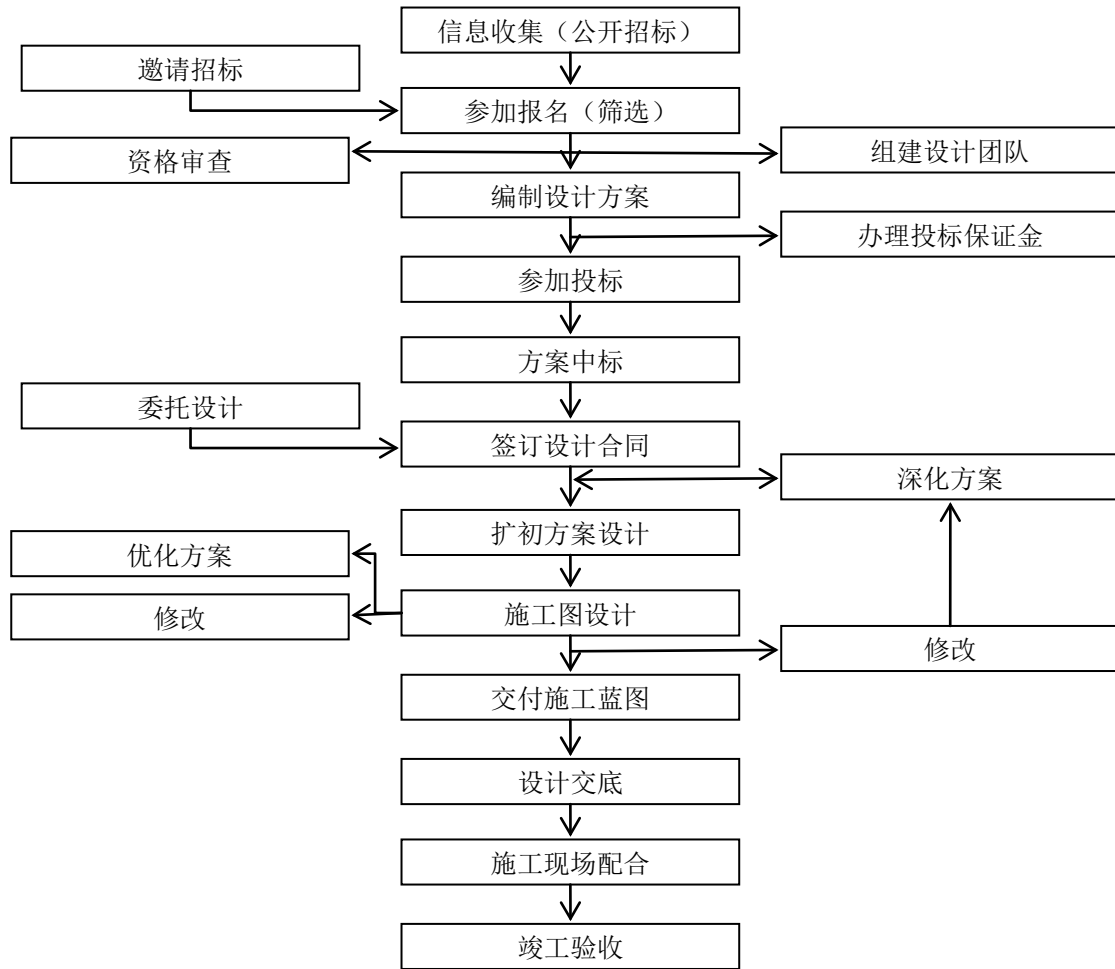 信息收集（公开招标）
邀请招标
参加报名（筛选）
资格审查
组建设计团队
编制设计方案
办理投标保证金
参加投标
方案中标
委托设计
签订设计合同
深化方案
扩初方案设计
优化方案
施工图设计
修改
修改
交付施工蓝图
设计交底
施工现场配合
竣工验收